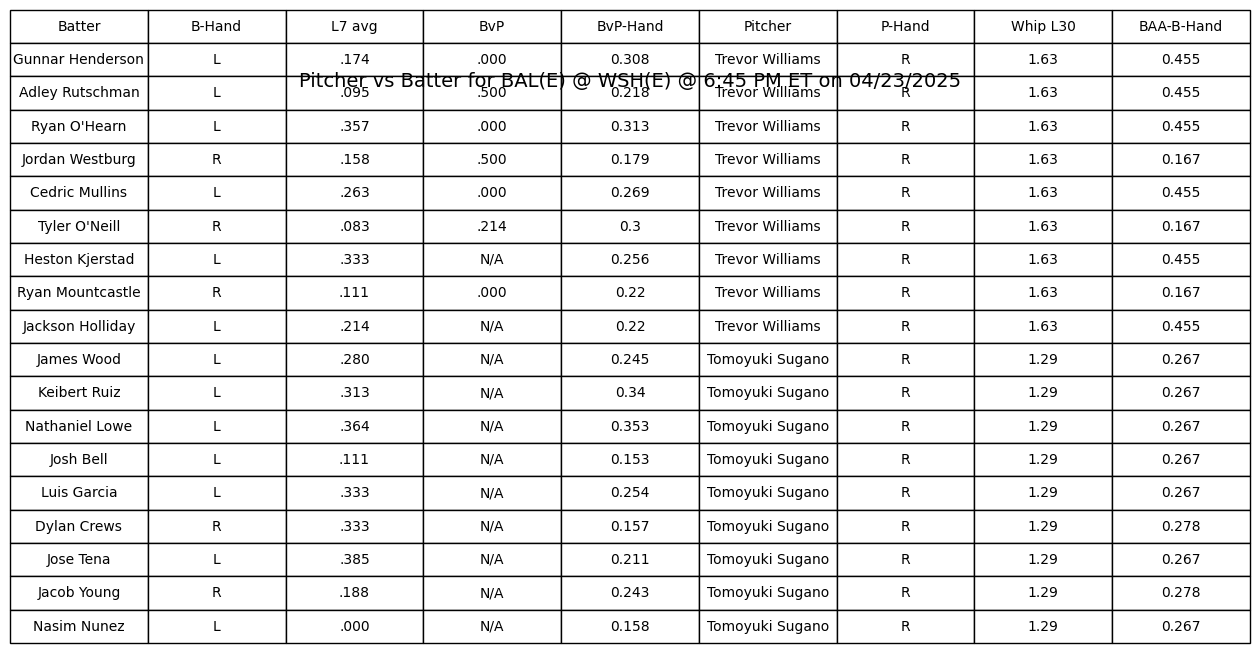 Batter B-Hand L7 avg BvP BvP-Hand Pitcher P-Hand Whip L30 BAA-B-Hand
Gunnar Henderson L .174 .000 0.308 Trevor Williams R 1.63 0.455
Pitcher vs Batter for BAL(E) @ WSH(E) @ 6:45 PM ET on 04/23/2025
Adley Rutschman L .095 .500 0.218 Trevor Williams R 1.63 0.455
Ryan O'Hearn L .357 .000 0.313 Trevor Williams R 1.63 0.455
Jordan Westburg R .158 .500 0.179 Trevor Williams R 1.63 0.167
Cedric Mullins L .263 .000 0.269 Trevor Williams R 1.63 0.455
Tyler O'Neill R .083 .214 0.3 Trevor Williams R 1.63 0.167
Heston Kjerstad L .333 N/A 0.256 Trevor Williams R 1.63 0.455
Ryan Mountcastle R .111 .000 0.22 Trevor Williams R 1.63 0.167
Jackson Holliday L .214 N/A 0.22 Trevor Williams R 1.63 0.455
James Wood L .280 N/A 0.245 Tomoyuki Sugano R 1.29 0.267
Keibert Ruiz L .313 N/A 0.34 Tomoyuki Sugano R 1.29 0.267
Nathaniel Lowe L .364 N/A 0.353 Tomoyuki Sugano R 1.29 0.267
Josh Bell L .111 N/A 0.153 Tomoyuki Sugano R 1.29 0.267
Luis Garcia L .333 N/A 0.254 Tomoyuki Sugano R 1.29 0.267
Dylan Crews R .333 N/A 0.157 Tomoyuki Sugano R 1.29 0.278
Jose Tena L .385 N/A 0.211 Tomoyuki Sugano R 1.29 0.267
Jacob Young R .188 N/A 0.243 Tomoyuki Sugano R 1.29 0.278
Nasim Nunez L .000 N/A 0.158 Tomoyuki Sugano R 1.29 0.267